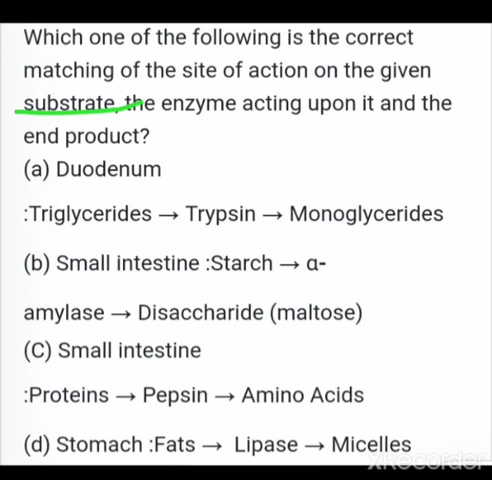 Which one of the following is the correct
matching of the site of action on the given
substrate, the enzyme acting upon it and the
end product?
(a) Duodenum
:Triglycerides → Trypsin → Monoglycerides
(b) Small intestine :Starch → α-
amylase → Disaccharide (maltose)
(C) Small intestine
:Proteins → Pepsin → Amino Acids
(d) Stomach :Fats → Lipase → Micelles
XRecorder